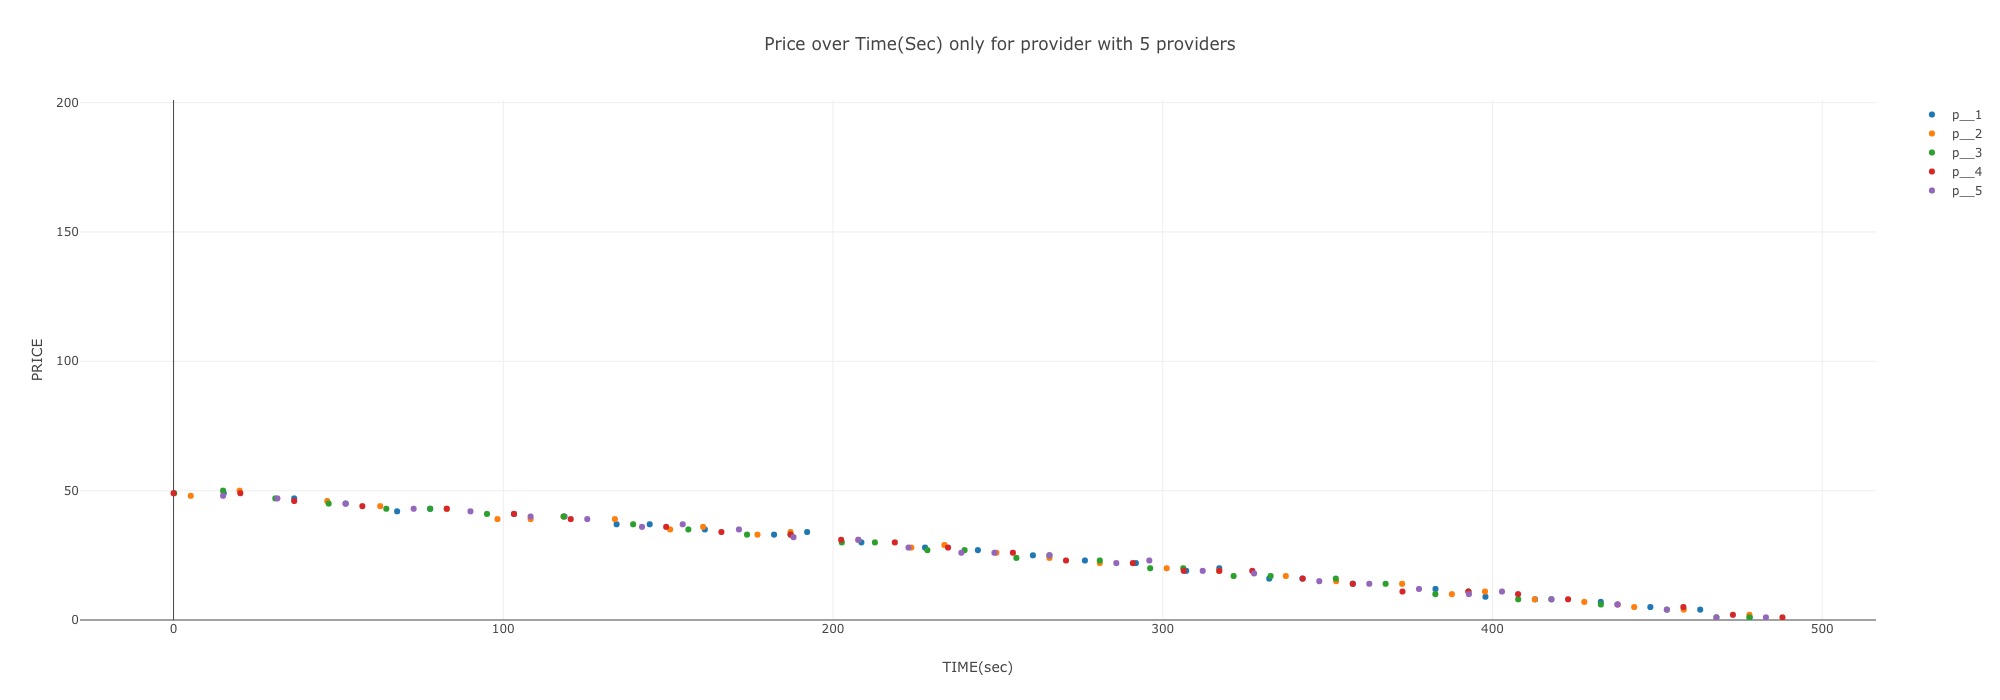 Price over Time(Sec) only for provider with 5 providers
200
150
100
50
0
PRICE
0 100 200 300 400 500
TIME(sec)
p__1
p__2
p__3
p__4
p__5